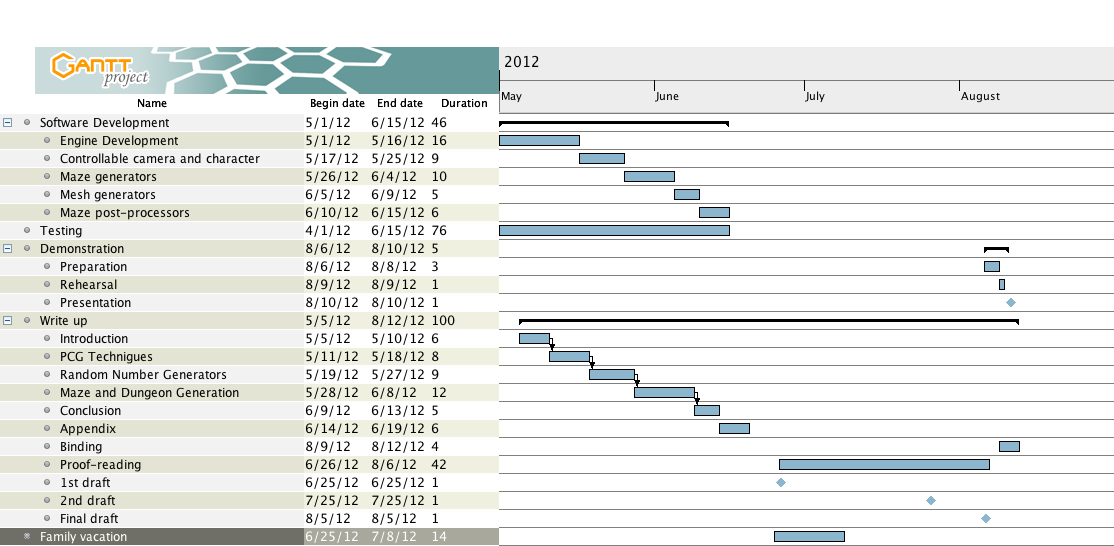 GANTT
project
2012
May June July August
Name Begin date End date Duration
Software Development 5/1/12 6/15/12 46
Engine Development 5/1/12 5/16/12 16
Controllable camera and character 5/17/12 5/25/12 9
Maze generators 5/26/12 6/4/12 10
Mesh generators 6/5/12 6/9/12 5
Maze post-processors 6/10/12 6/15/12 6
Testing 4/1/12 6/15/12 76
Demonstration 8/6/12 8/10/12 5
Preparation 8/6/12 8/8/12 3
Rehearsal 8/9/12 8/9/12 1
Presentation 8/10/12 8/10/12 1
Write up 5/5/12 8/12/12 100
Introduction 5/5/12 5/10/12 6
PCG Techniques 5/11/12 5/18/12 8
Random Number Generators 5/19/12 5/27/12 9
Maze and Dungeon Generation 5/28/12 6/8/12 12
Conclusion 6/9/12 6/13/12 5
Appendix 6/14/12 6/19/12 6
Binding 8/9/12 8/12/12 4
Proof-reading 6/26/12 8/6/12 42
1st draft 6/25/12 6/25/12 1
2nd draft 7/25/12 7/25/12 1
Final draft 8/5/12 8/5/12 1
Family vacation 6/25/12 7/8/12 14